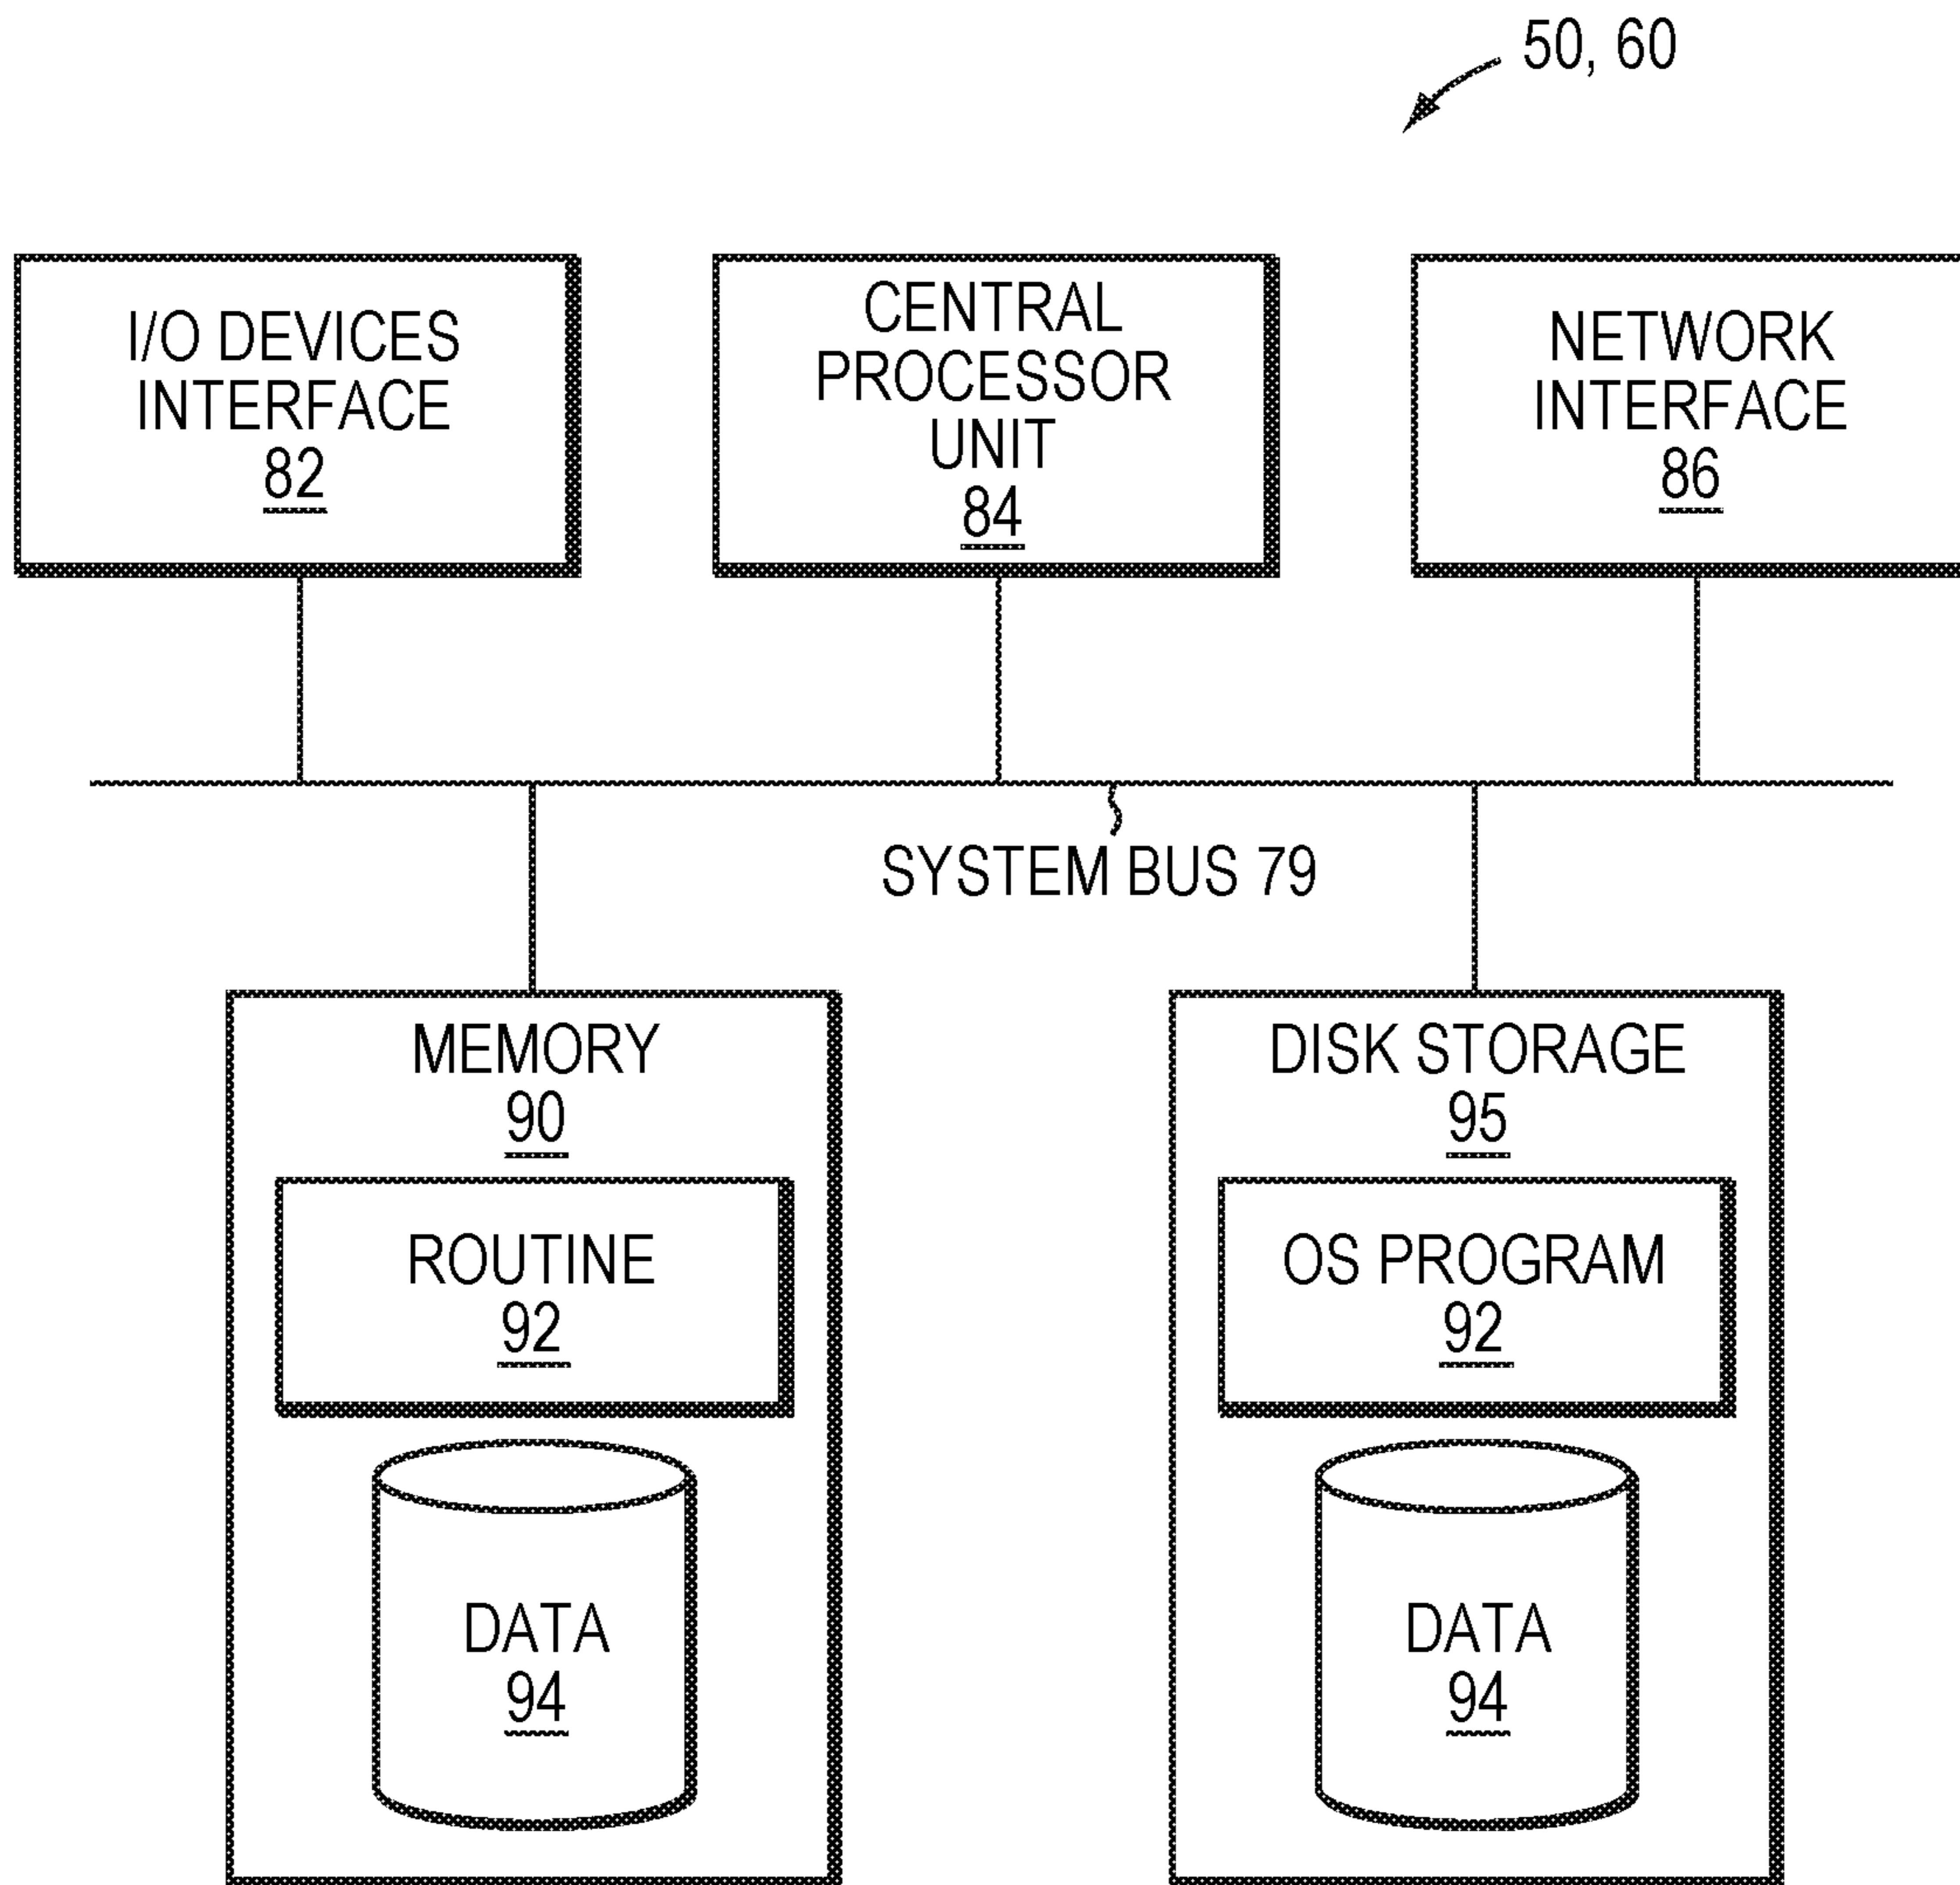 50, 60
I/O DEVICES
INTERFACE
82
CENTRAL
PROCESSOR
UNIT
84
NETWORK
INTERFACE
86
SYSTEM BUS 79
MEMORY
90
ROUTINE
92
DATA
94
DISK STORAGE
95
OS PROGRAM
92
DATA
94